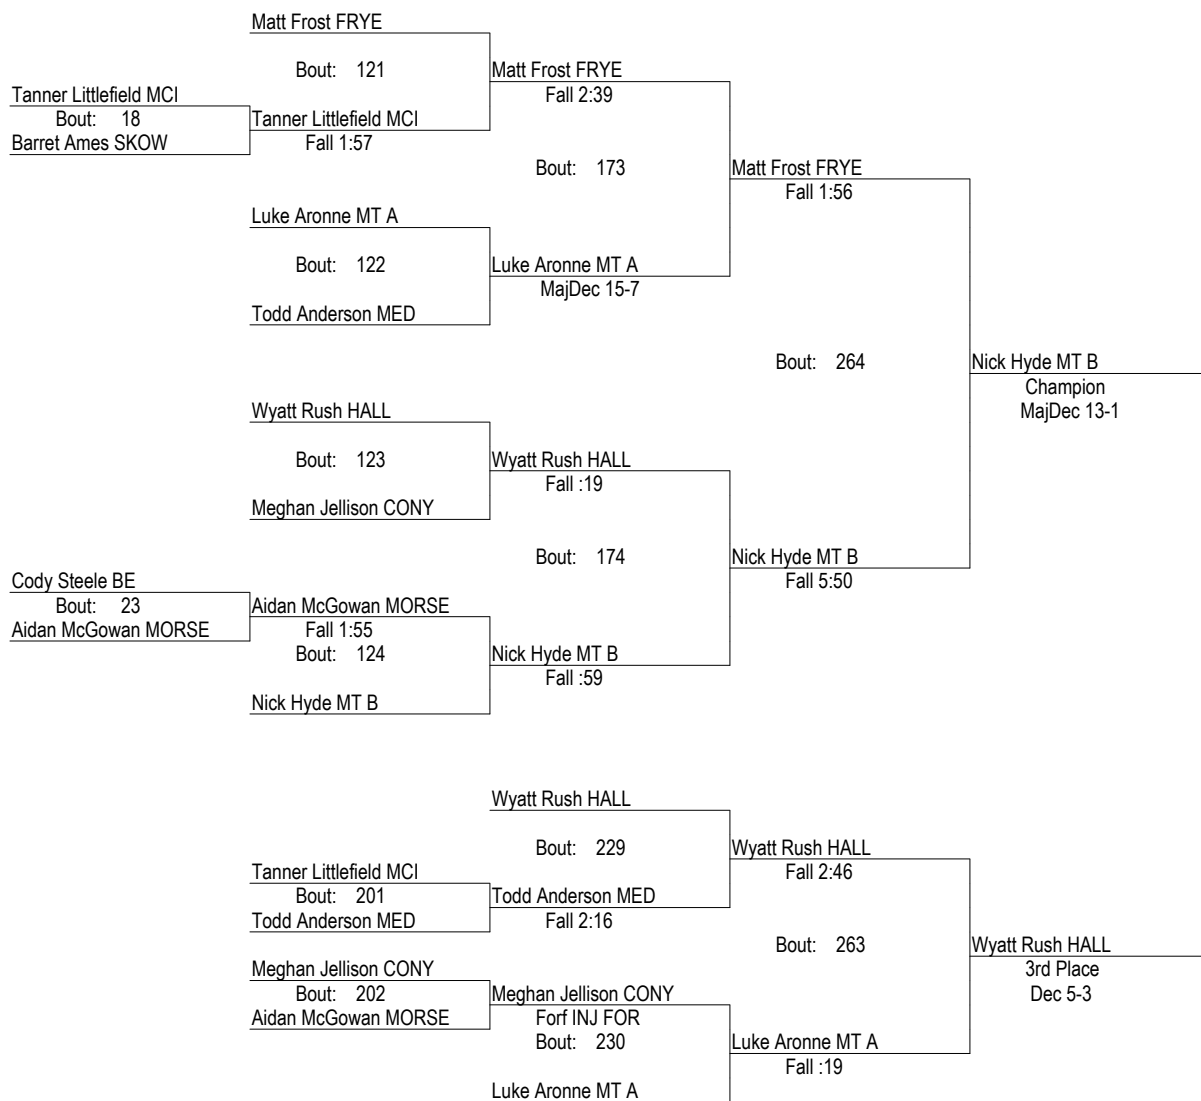 Matt Frost FRYE
Bout: 121
Matt Frost FRYE
Tanner Littlefield MCI
Fall 2:39
Bout: 18
Tanner Littlefield MCI
Barret Ames SKOW
Fall 1:57
Bout: 173
Matt Frost FRYE
Fall 1:56
Luke Aronne MT A
Bout: 122
Luke Aronne MT A
MajDec 15-7
Todd Anderson MED
Bout: 264
Nick Hyde MT B
Champion
MajDec 13-1
Wyatt Rush HALL
Bout: 123
Wyatt Rush HALL
Fall :19
Meghan Jellison CONY
Bout: 174
Nick Hyde MT B
Fall 5:50
Cody Steele BE
Bout: 23
Aidan McGowan MORSE
Aidan McGowan MORSE
Fall 1:55
Bout: 124
Nick Hyde MT B
Fall :59
Nick Hyde MT B
Wyatt Rush HALL
Bout: 229
Wyatt Rush HALL
Fall 2:46
Tanner Littlefield MCI
Bout: 201
Todd Anderson MED
Todd Anderson MED
Fall 2:16
Bout: 263
Wyatt Rush HALL
3rd Place
Dec 5-3
Meghan Jellison CONY
Bout: 202
Meghan Jellison CONY
Aidan McGowan MORSE
Forf INJ FOR
Bout: 230
Luke Aronne MT A
Fall :19
Luke Aronne MT A